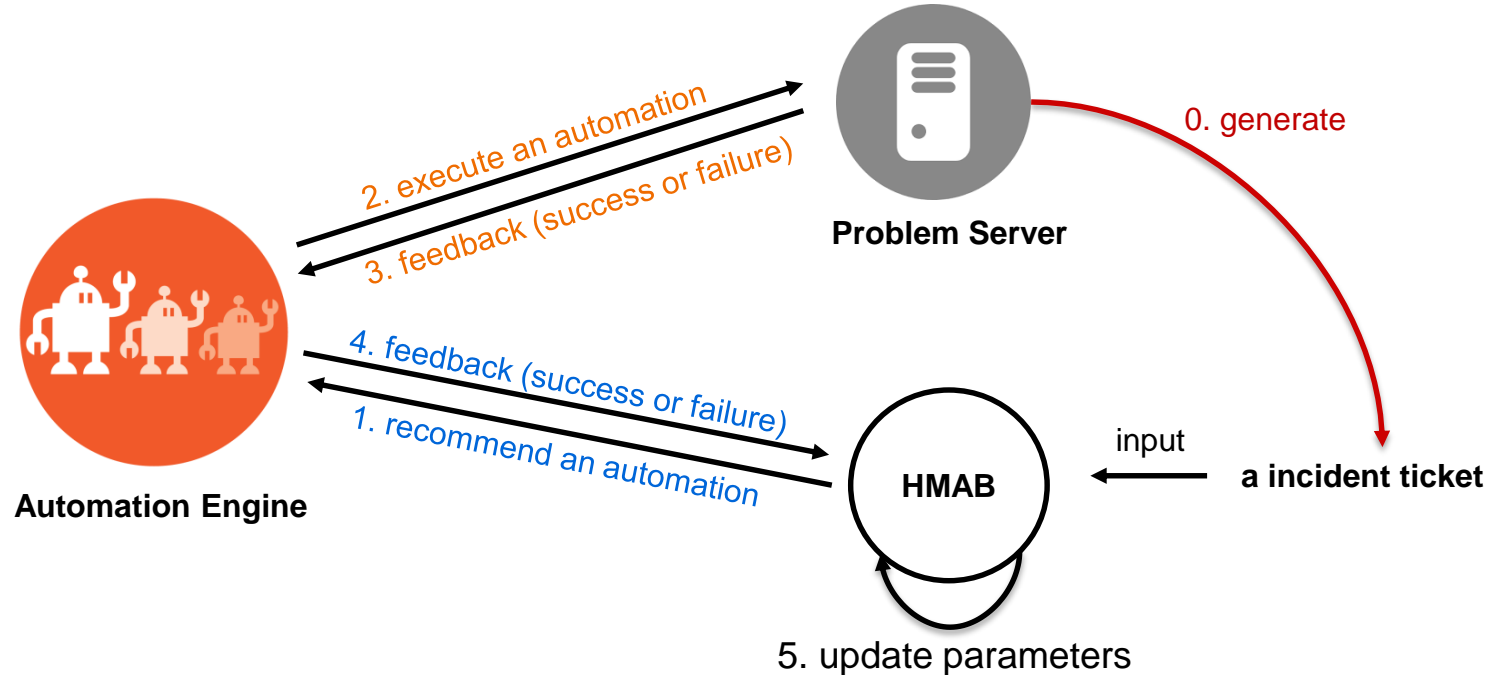 0. generate
2. execute an automation
3. feedback (success or failure)
Problem Server
4. feedback (success or failure)
1. recommend an automation
Automation Engine
HMAB
input
a incident ticket
5. update parameters